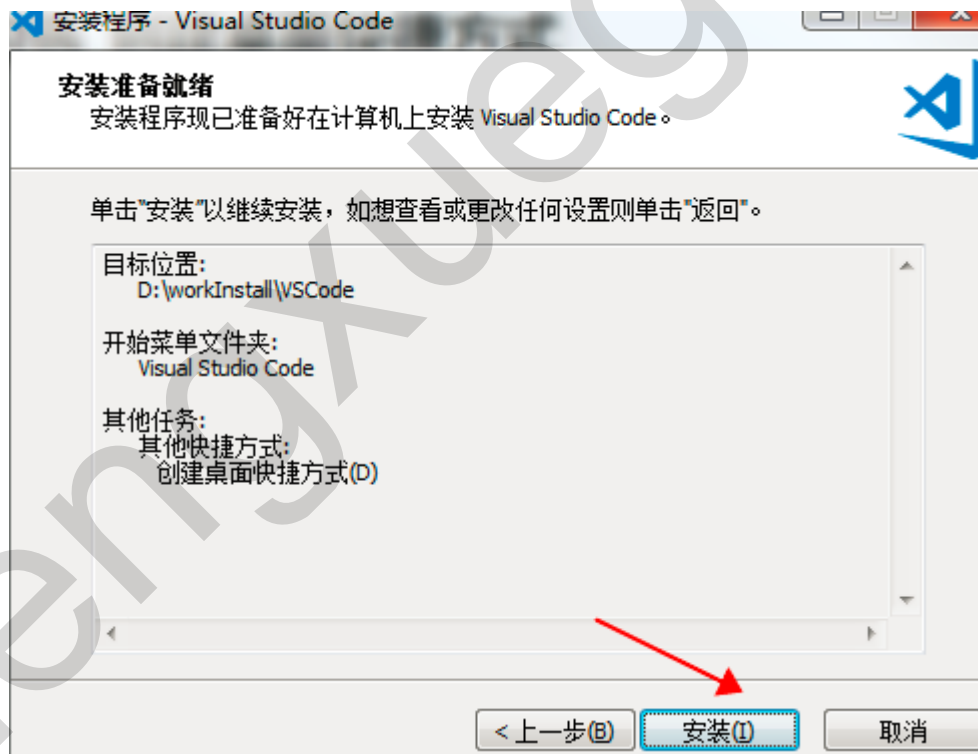 安装程序 - Visual Studio Code
安装准备就绪
安装程序现已准备好在计算机上安装 Visual Studio Code。
单击"安装"以继续安装，如想查看或更改任何设置则单击"返回"。
目标位置:
D:\workInstall\VSCode
开始菜单文件夹:
Visual Studio Code
其他任务:
其他快捷方式:
创建桌面快捷方式(D)
<上一步(B) 安装(I) 取消